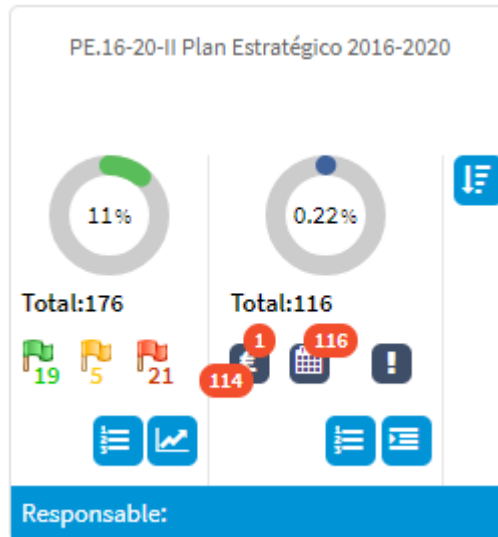 PE.16-20-II Plan Estratégico 2016-2020
11%
0.22%
Total:176
Total:116
19
5
21
114
€
1
116
!
Responsable: